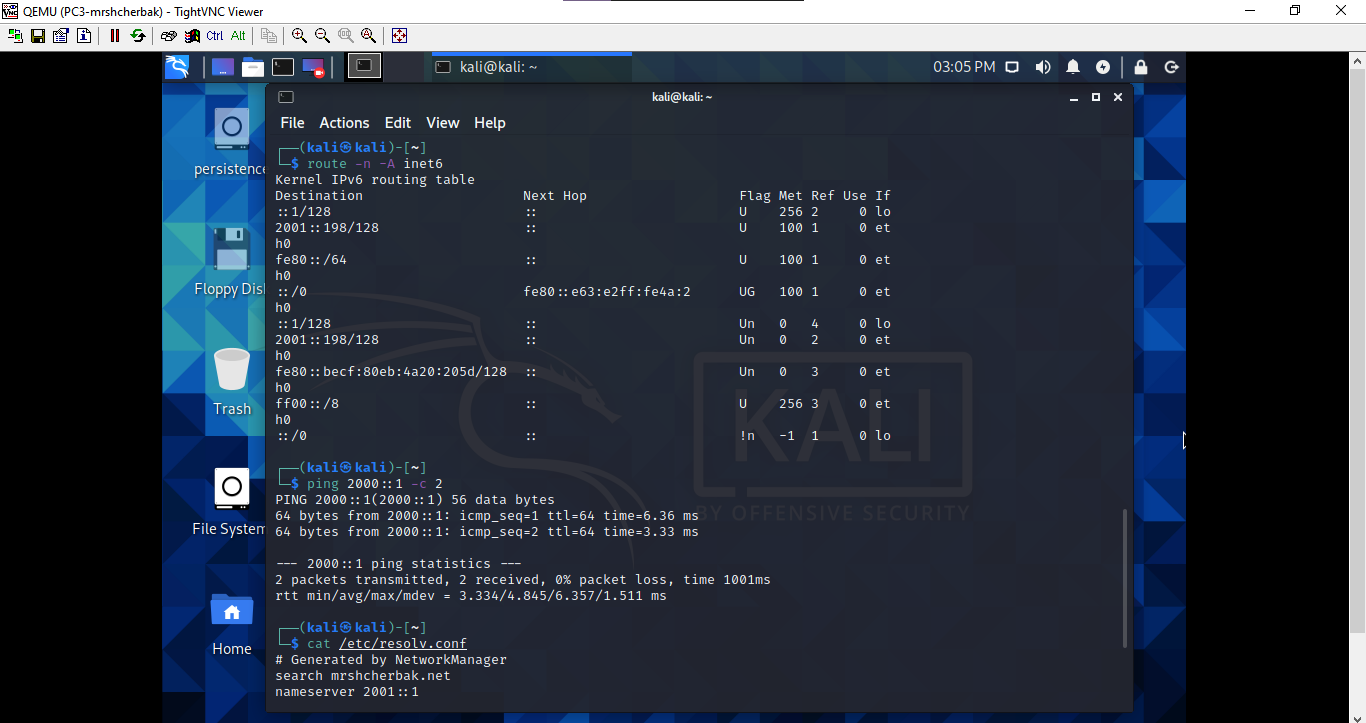 QEMU (PC3-mrshcherbak) - TightVNC Viewer
Ctrl Alt
kali@kali: ~
03:05 PM
kali@kali: ~
File Actions Edit View Help
persistence
Floppy Dis
Trash
File System
Home
┌──(kali㉿kali)-[~]
└─$ route -n -A inet6
Kernel IPv6 routing table
Destination Next Hop Flag Met Ref Use If
::1/128 :: U 256 2 0 lo
2001::198/128 :: U 100 1 0 et
h0
fe80::/64 :: U 100 1 0 et
h0
::/0 fe80::e63:e2ff:fe4a:2 UG 100 1 0 et
h0
::1/128 :: Un 0 4 0 lo
2001::198/128 :: Un 0 2 0 et
h0
fe80::becf:80eb:4a20:205d/128 :: Un 0 3 0 et
h0
ff00::/8 :: U 256 3 0 et
h0
::/0 :: !n -1 1 0 lo
┌──(kali㉿kali)-[~]
└─$ ping 2000::1 -c 2
PING 2000::1(2000::1) 56 data bytes
64 bytes from 2000::1: icmp_seq=1 ttl=64 time=6.36 ms
64 bytes from 2000::1: icmp_seq=2 ttl=64 time=3.33 ms
--- 2000::1 ping statistics ---
2 packets transmitted, 2 received, 0% packet loss, time 1001ms
rtt min/avg/max/mdev = 3.334/4.845/6.357/1.511 ms
┌──(kali㉿kali)-[~]
└─$ cat /etc/resolv.conf
# Generated by NetworkManager
search mrshcherbak.net
nameserver 2001::1
KALI
BY OFFENSIVE SECURITY